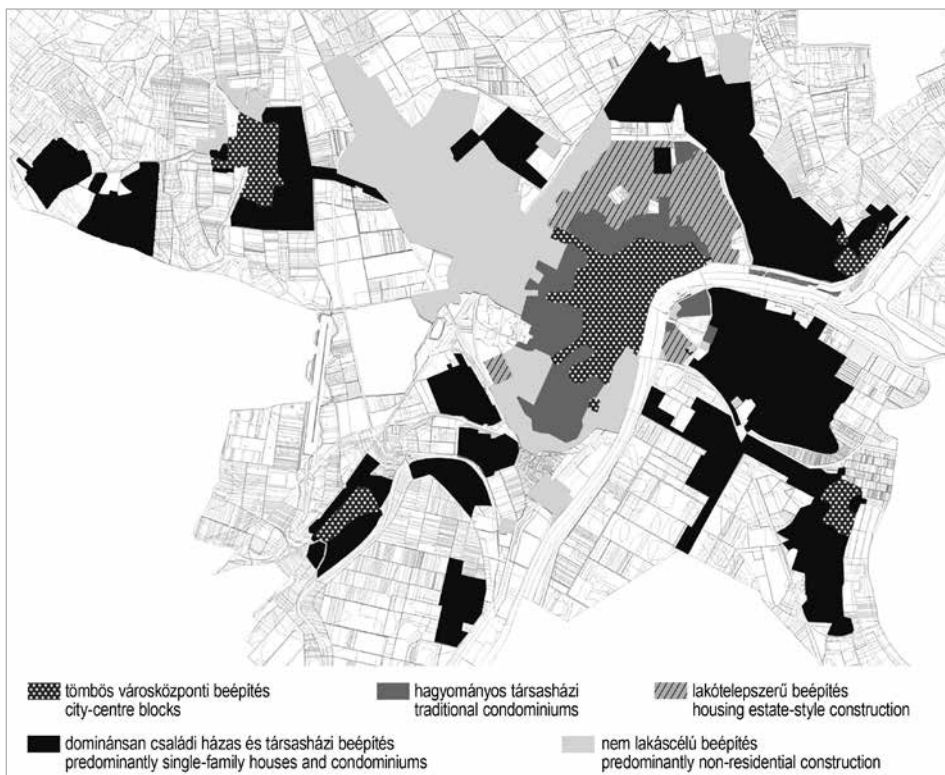 tömbös városközponti beépítés
city-centre blocks
hagyományos társasházi
traditional condominiums
lakótelepszerű beépítés
housing estate-style construction
dominánsan családi házas és társasházi beépítés
predominantly single-family houses and condominiums
nem lakáscélú beépítés
predominantly non-residential construction